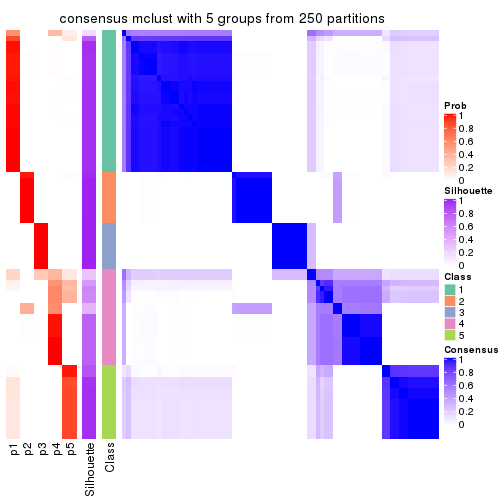 consensus mclust with 5 groups from 250 partitions
Prob
1
0.8
0.6
0.4
0.2
0
Silhouette
1
0.8
0.6
0.4
0.2
0
Class
1
2
3
4
5
Consensus
1
0.8
0.6
0.4
0.2
0
p1
p2
p3
p4
p5
Silhouette
Class